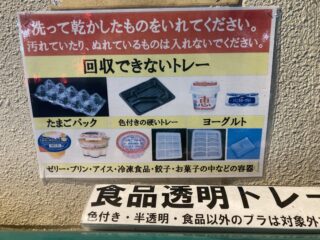 洗って乾かしたものをいれてください。
汚れていたり、ぬれているものは入れないでください。
回収できないトレー
たまごパック
色付きの硬いトレー
ヨーグルト
恵
ゼリー・プリン・アイス・冷凍食品・餃子・お菓子の中などの容器
食品透明トレー
色付き・半透明・食品以外のプラは対象外